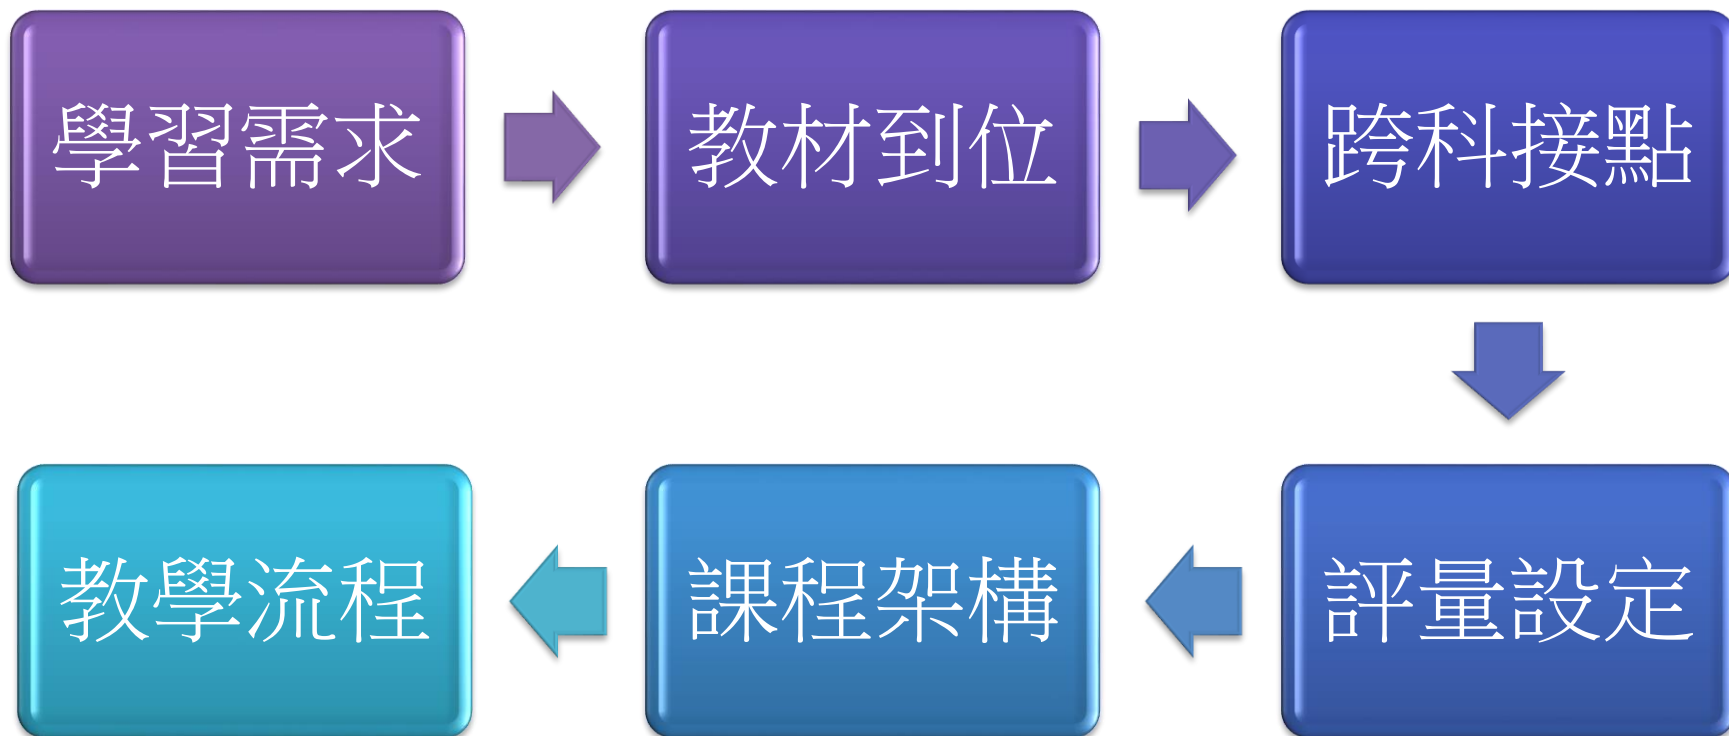 學習需求
教材到位
跨科接點
評量設定
課程架構
教學流程